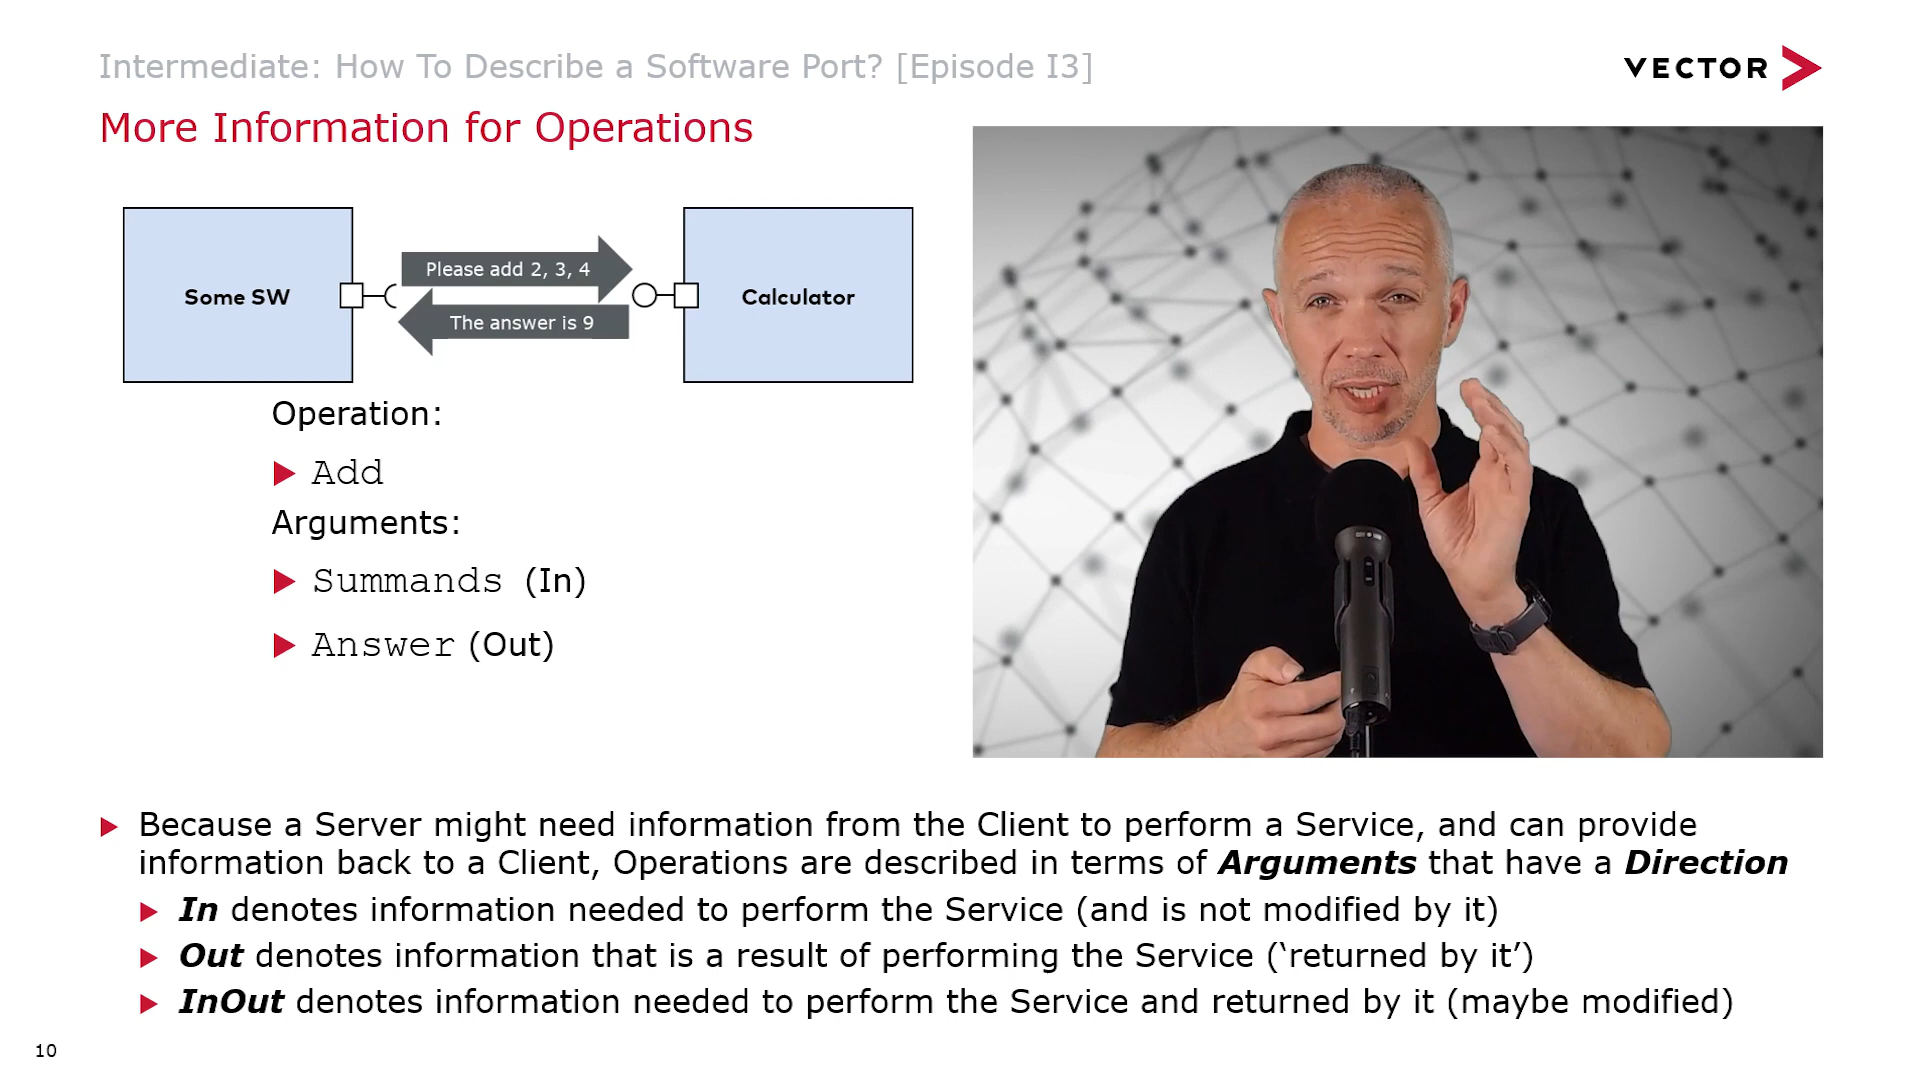 Intermediate: How To Describe a Software Port? [Episode I3]
VECTOR
More Information for Operations
Some SW
Please add 2, 3, 4
The answer is 9
Calculator
Operation:
Add
Arguments:
Summands (In)
Answer (Out)
Because a Server might need information from the Client to perform a Service, and can provide
information back to a Client, Operations are described in terms of Arguments that have a Direction
In denotes information needed to perform the Service (and is not modified by it)
Out denotes information that is a result of performing the Service (‘returned by it’)
InOut denotes information needed to perform the Service and returned by it (maybe modified)
10